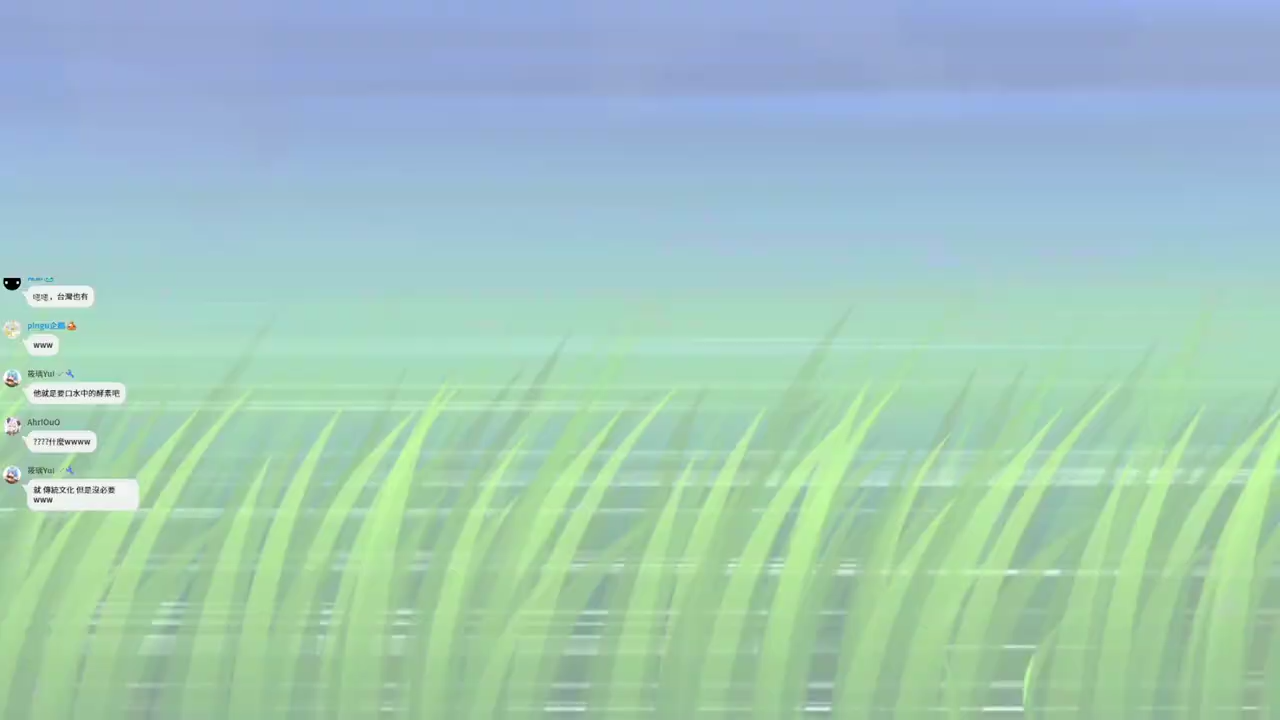 嗯嗯，台灣也有
pingu企鵝
www
筱璃Yui
他就是要口水中的酵素吧
AhriOuO
????什麼wwww
筱璃Yui
就 傳統文化 但是沒必要
www